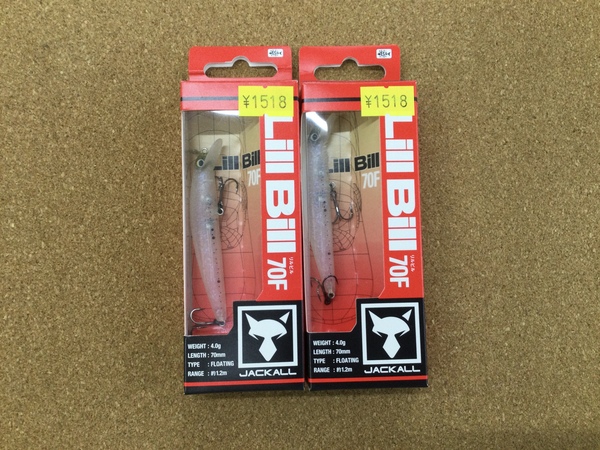 ¥1518
Lill Bill
70F
リルビル
Lill Bill
70F
WEIGHT : 4.0g
LENGTH : 70mm
TYPE : FLOATING
RANGE : 約1.2m
JACKALL
¥1518
Lill Bill
70F
リルビル
Lill Bill
70F
WEIGHT : 4.0g
LENGTH : 70mm
TYPE : FLOATING
RANGE : 約1.2m
JACKALL